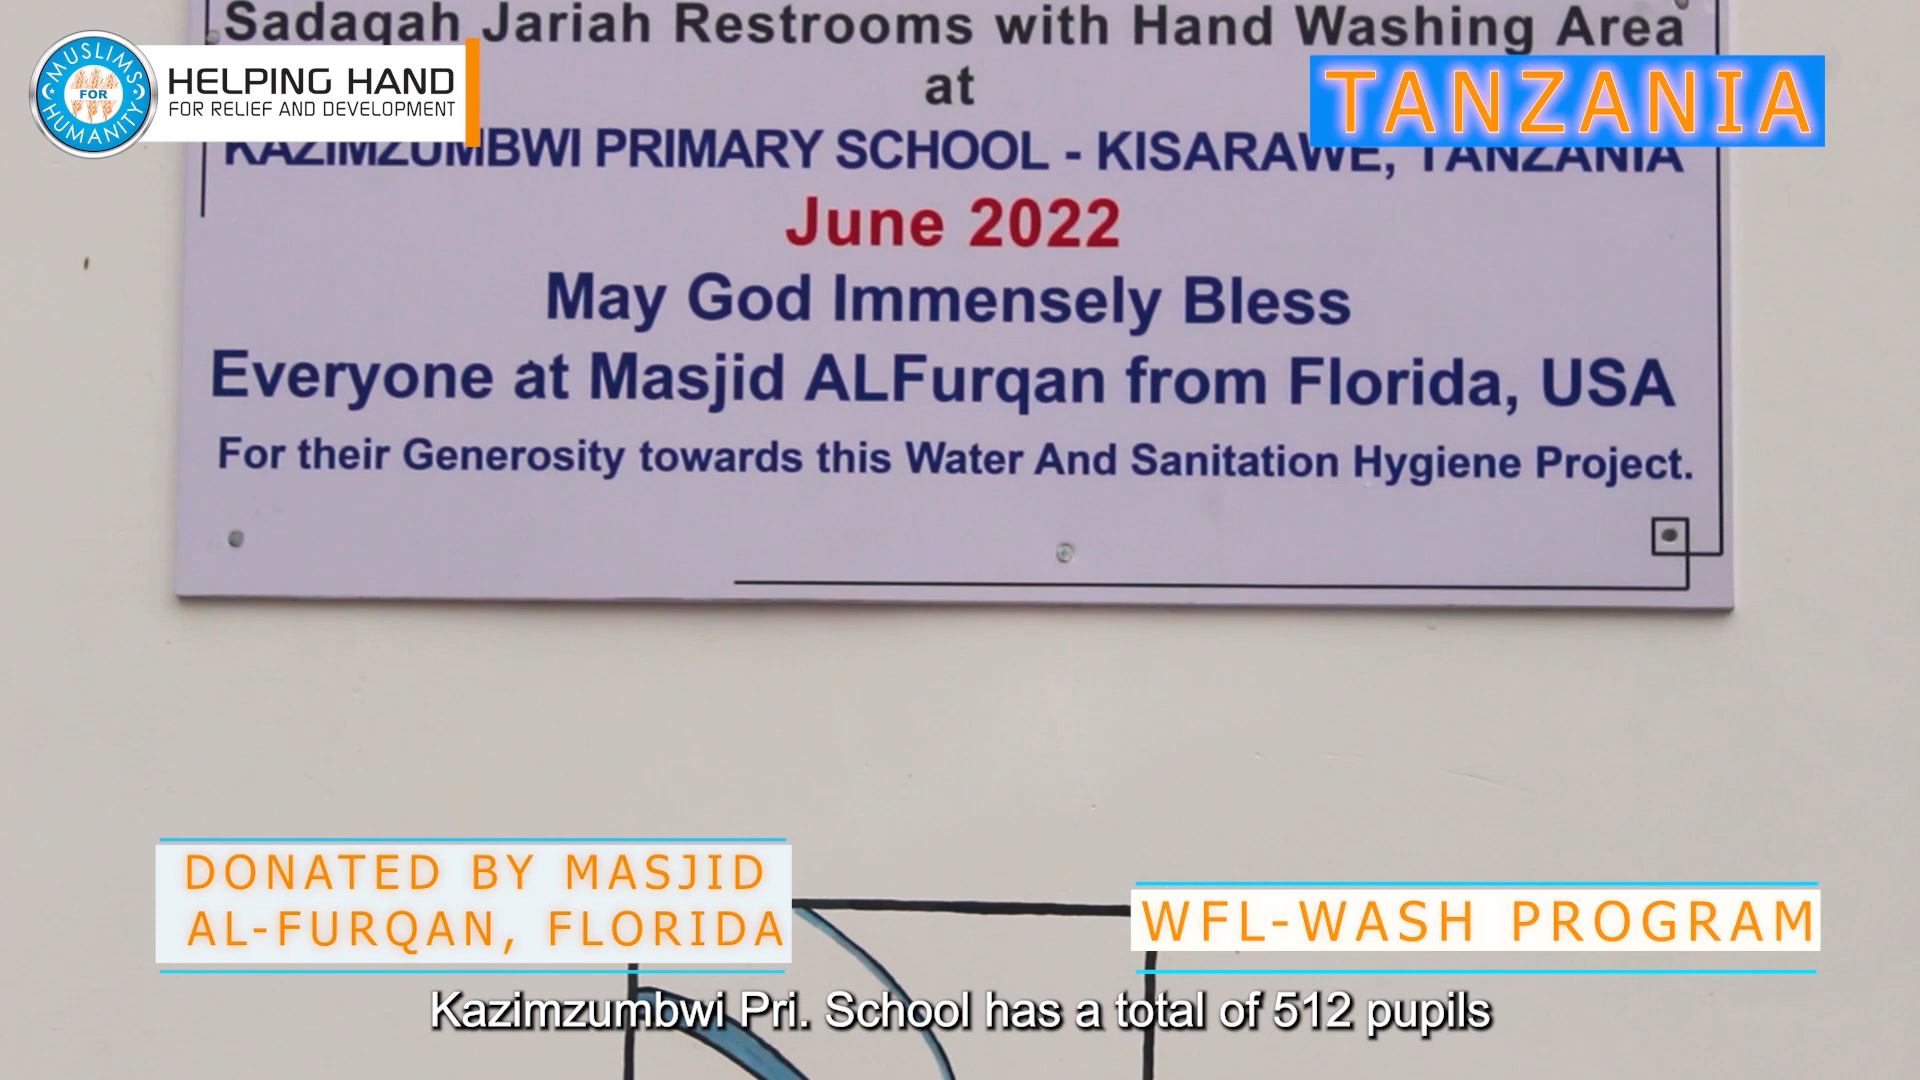 Sadaqah Jariah Restrooms with Hand Washing Area
MUSLIMS FOR HUMANITY
HELPING HAND
FOR RELIEF AND DEVELOPMENT
TANZANIA
at
KAZIMZUMBWI PRIMARY SCHOOL - KISARAWE, TANZANIA
June 2022
May God Immensely Bless
Everyone at Masjid ALFurqan from Florida, USA
For their Generosity towards this Water And Sanitation Hygiene Project.
DONATED BY MASJID
AL-FURQAN, FLORIDA
WFL-WASH PROGRAM
Kazimzumbwi Pri. School has a total of 512 pupils